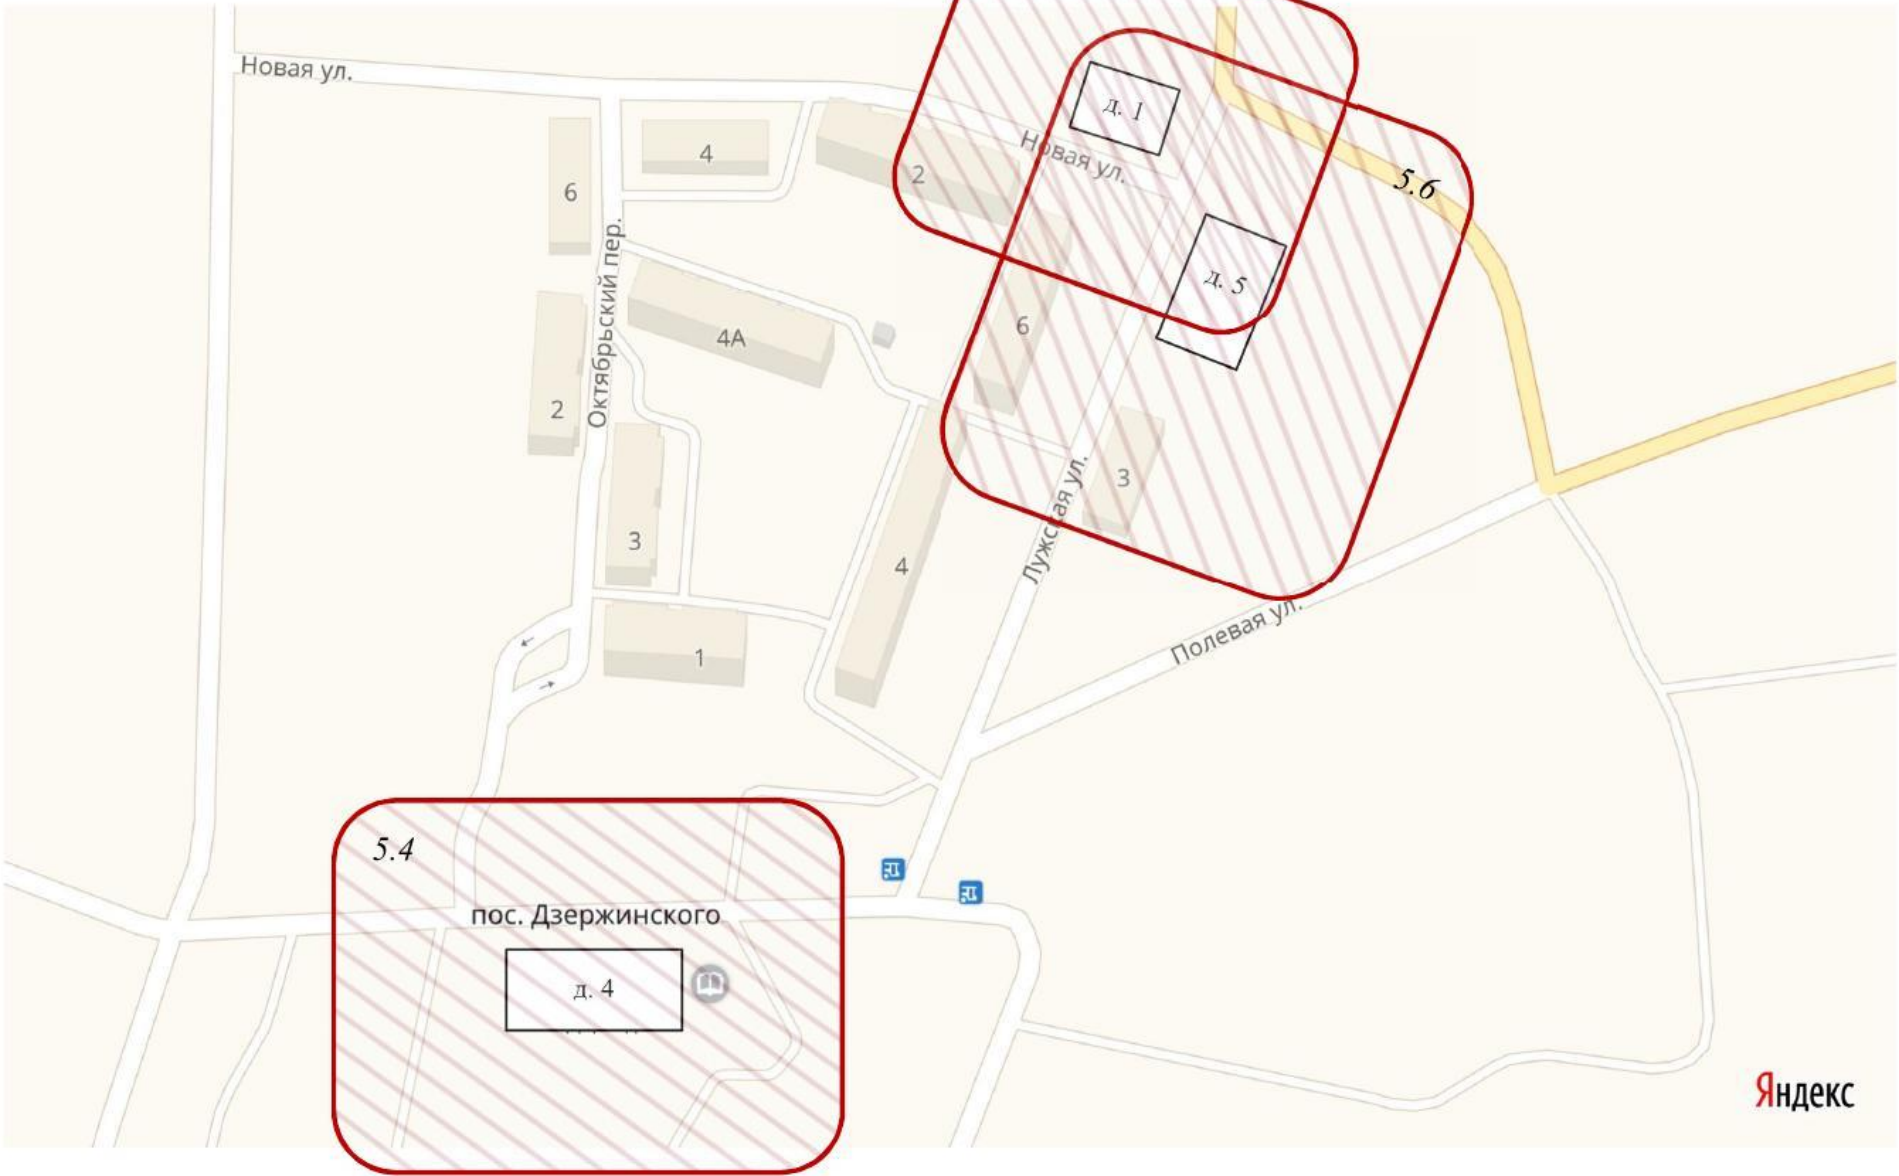 Новая ул.
д. 1
4
Новая ул.
2
6
5.6
Октябрьский пер.
д. 5
6
4А
2
3
3
Лужская ул.
4
Полевая ул.
1
5.4
пос. Дзержинского
д. 4
Яндекс